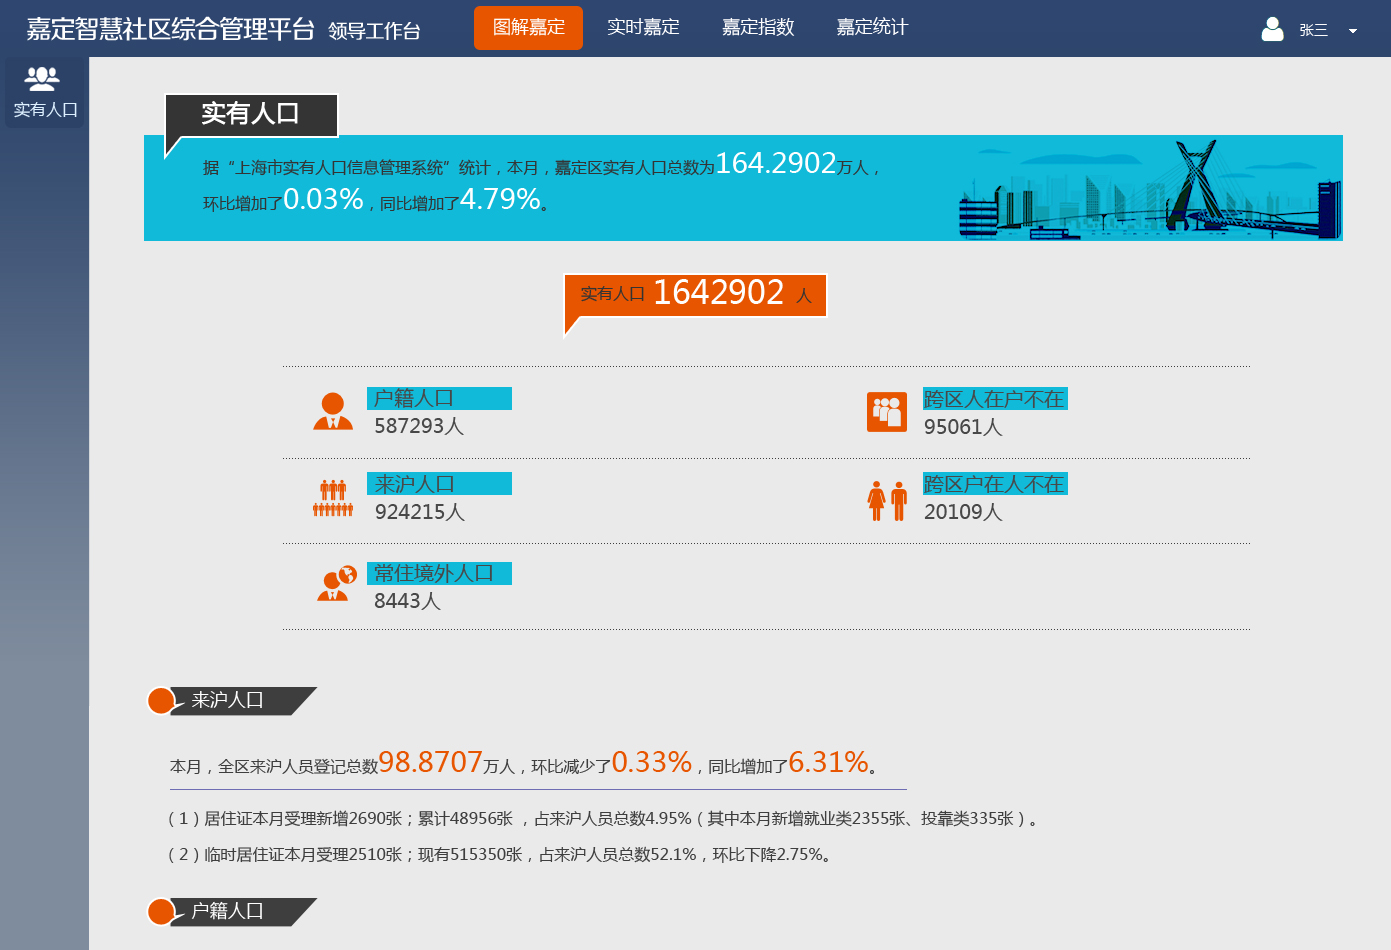 嘉定智慧社区综合管理平台 领导工作台 图解嘉定 实时嘉定 嘉定指数 嘉定统计 张三
实有人口
实有人口
据“上海市实有人口信息管理系统”统计，本月，嘉定区实有人口总数为164.2902万人，
环比增加了0.03%，同比增加了4.79%。
实有人口 1642902 人
户籍人口
587293人
跨区人在户不在
95061人
来沪人口
924215人
跨区户在人不在
20109人
常住境外人口
8443人
来沪人口
本月，全区来沪人员登记总数98.8707万人，环比减少了0.33%，同比增加了6.31%。
（1）居住证本月受理新增2690张；累计48956张 ，占来沪人员总数4.95%（其中本月新增就业类2355张、投靠类335张）。
（2）临时居住证本月受理2510张；现有515350张，占来沪人员总数52.1%，环比下降2.75%。
户籍人口